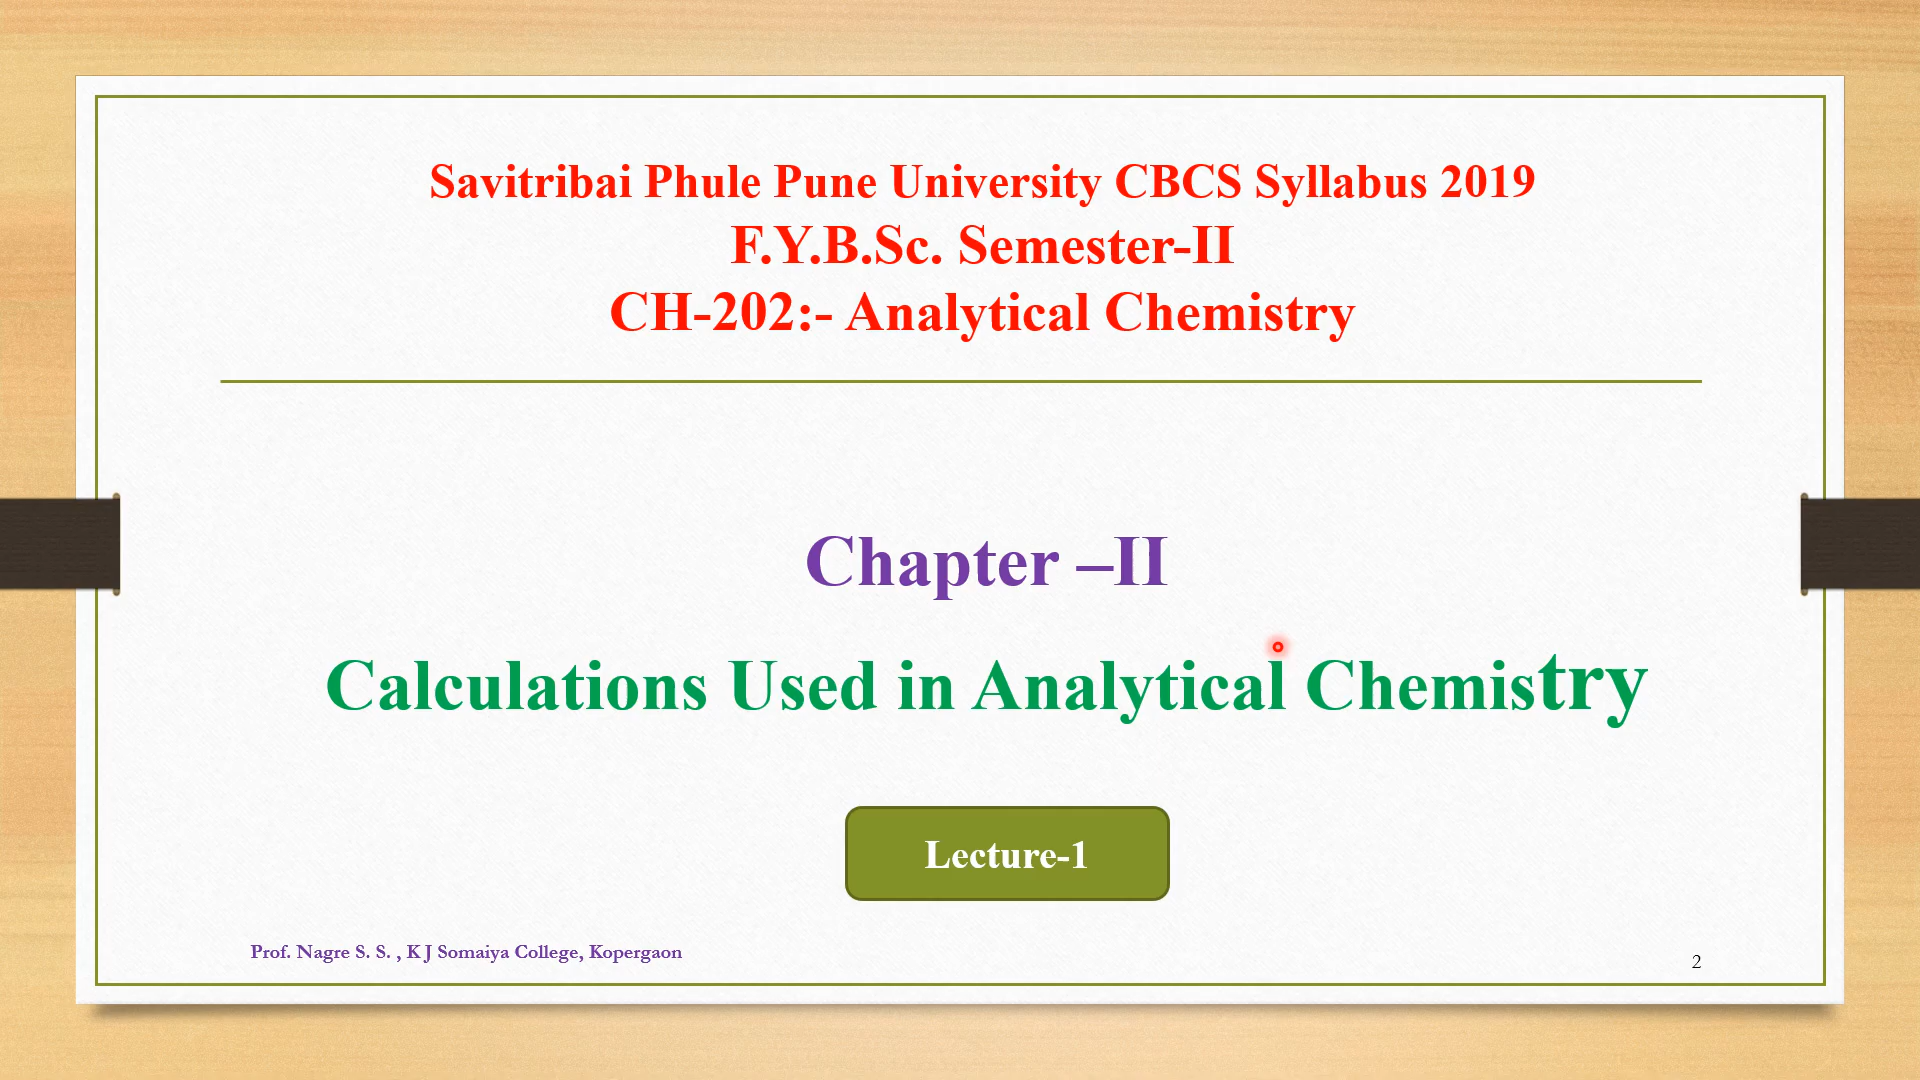 Savitribai Phule Pune University CBCS Syllabus 2019
F.Y.B.Sc. Semester-II
CH-202:- Analytical Chemistry
Chapter –II
Calculations Used in Analytical Chemistry
Lecture-1
Prof. Nagre S. S. , K J Somaiya College, Kopergaon
2